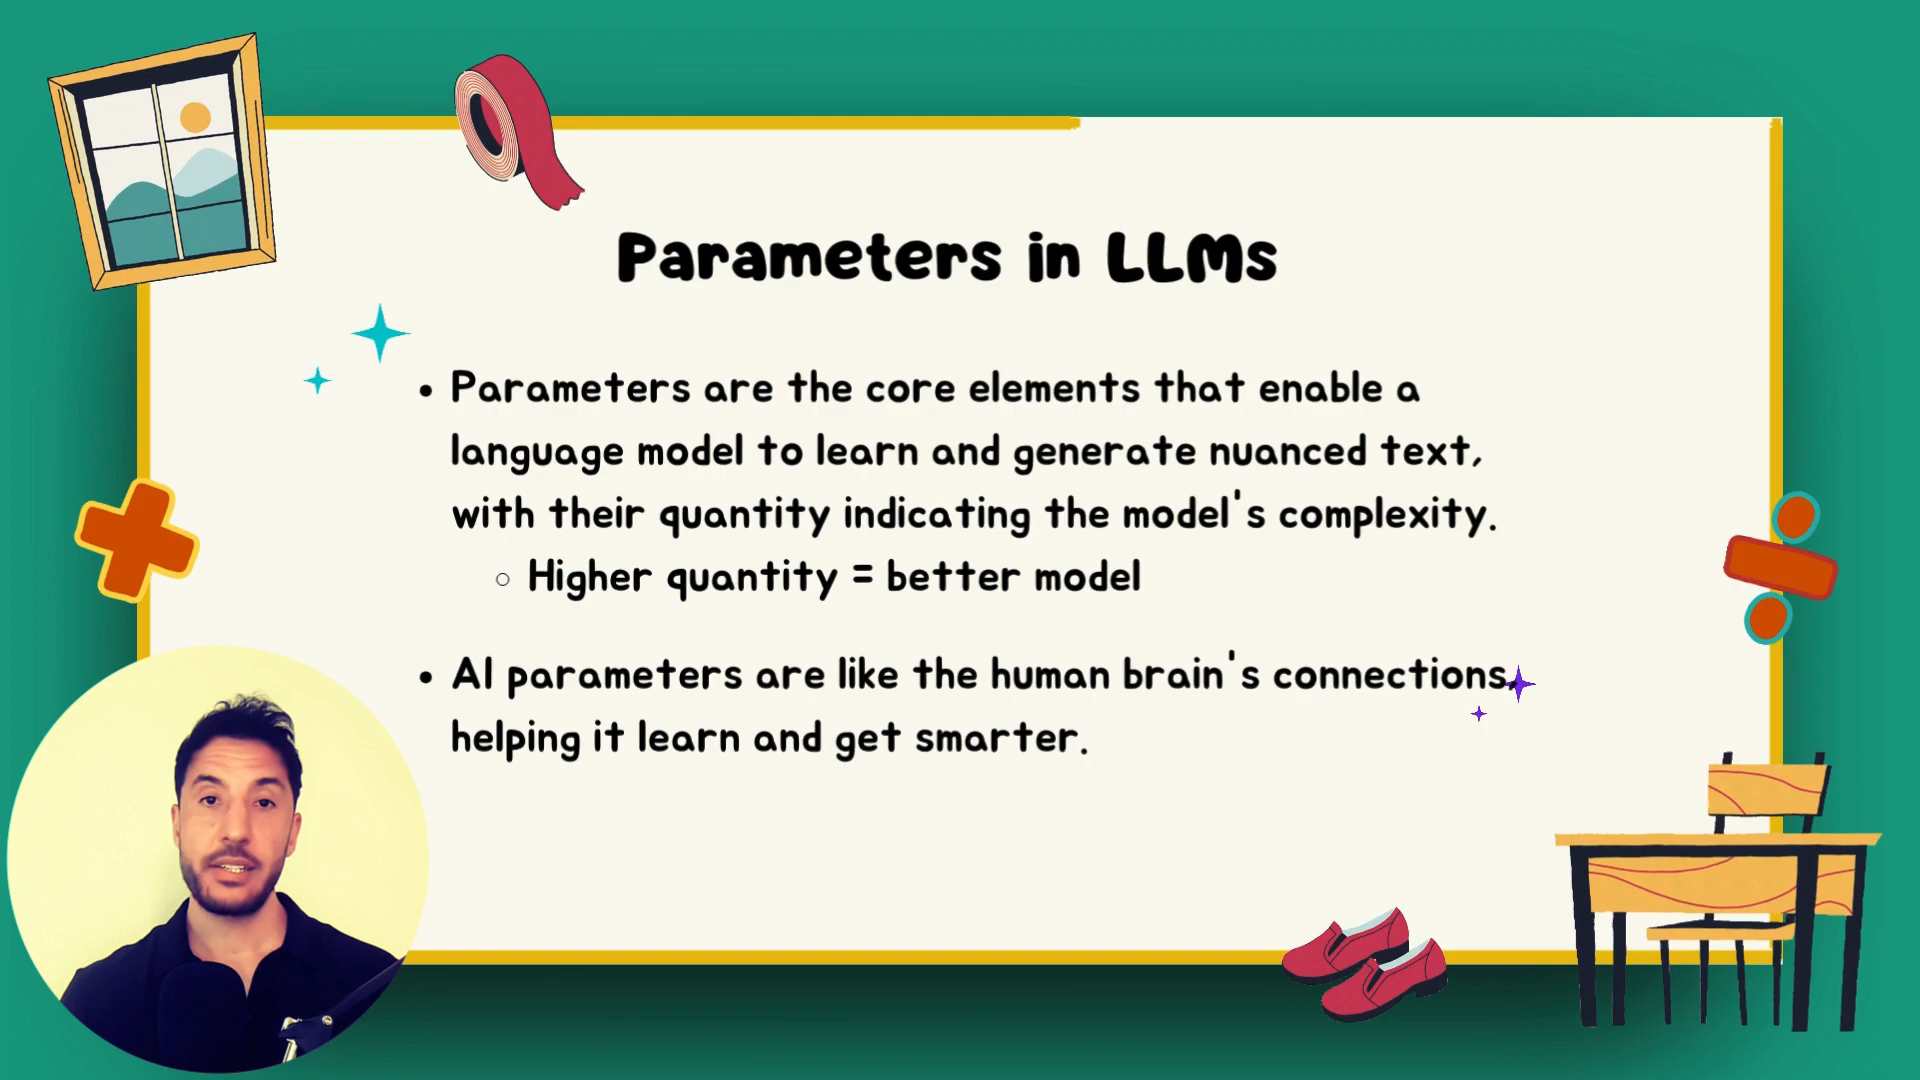 Parameters in LLMs
• Parameters are the core elements that enable a
language model to learn and generate nuanced text,
with their quantity indicating the model's complexity.
○ Higher quantity = better model
• AI parameters are like the human brain's connections,
helping it learn and get smarter.